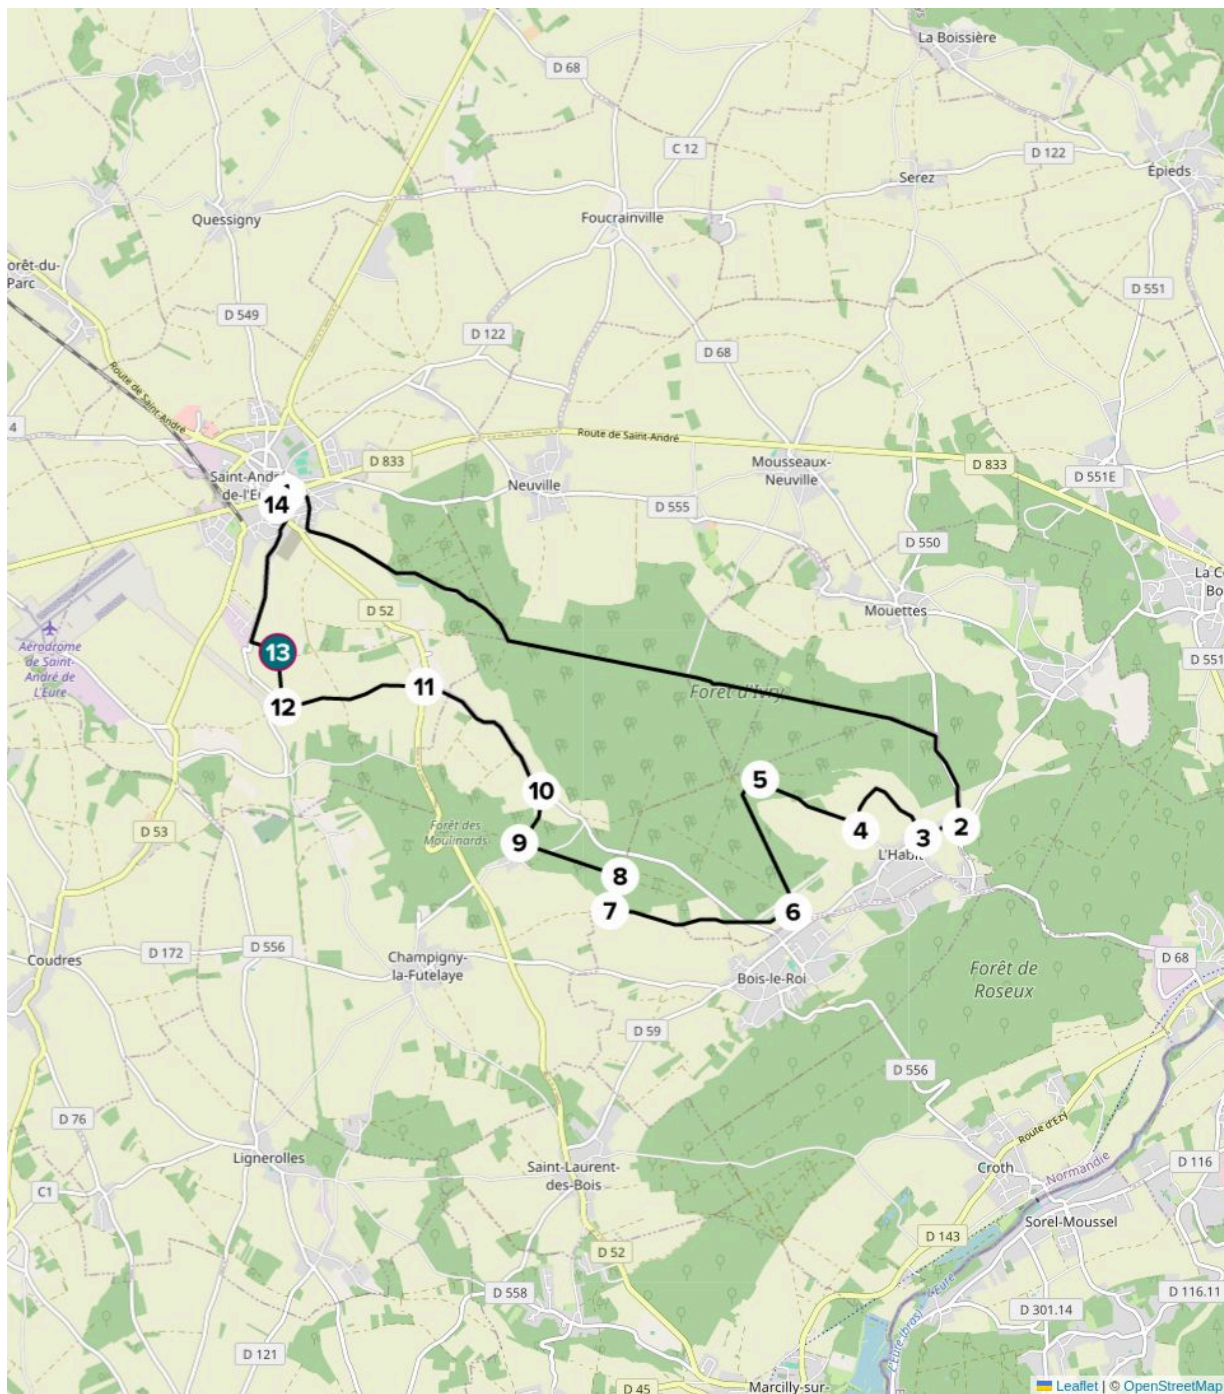 La Boissière
D 68
C 12
D 122
Serez
Épieds
Quessigny
Foucrainville
orêt-du-
Parc
D 551
D 549
D 122
D 68
Route de Saint-André
4
Route de Saint-André
D 833
Mousseaux-
Neuville
D 833
D 551E
Saint-André
de-l'Eu
14
Neuville
D 555
D 550
La C
Bo
D 52
Mouettes
Aérodrome
de Saint-
André de
L'Eure
13
D 551
11
Forêt d'Ivry
12
5
10
D 53
Forêt des
Moulinards
9
4
3
2
L'Habit
8
7
6
D 556
D 172
Coudres
Champigny-
la-Futelaye
Bois-le-Roi
Forêt de
Roseux
D 68
D 59
D 556
D 76
Route d'Ezy
Lignerolles
Saint-Laurent-
des-Bois
Croth
Normandie
D 116
C1
Sorel-Moussel
D 143
D 52
D 558
D 301.14
D 116.11
L'Eure (bras)
L'Eure
D 121
D 45
Marcilly-sur-
Leaflet | © OpenStreetMap